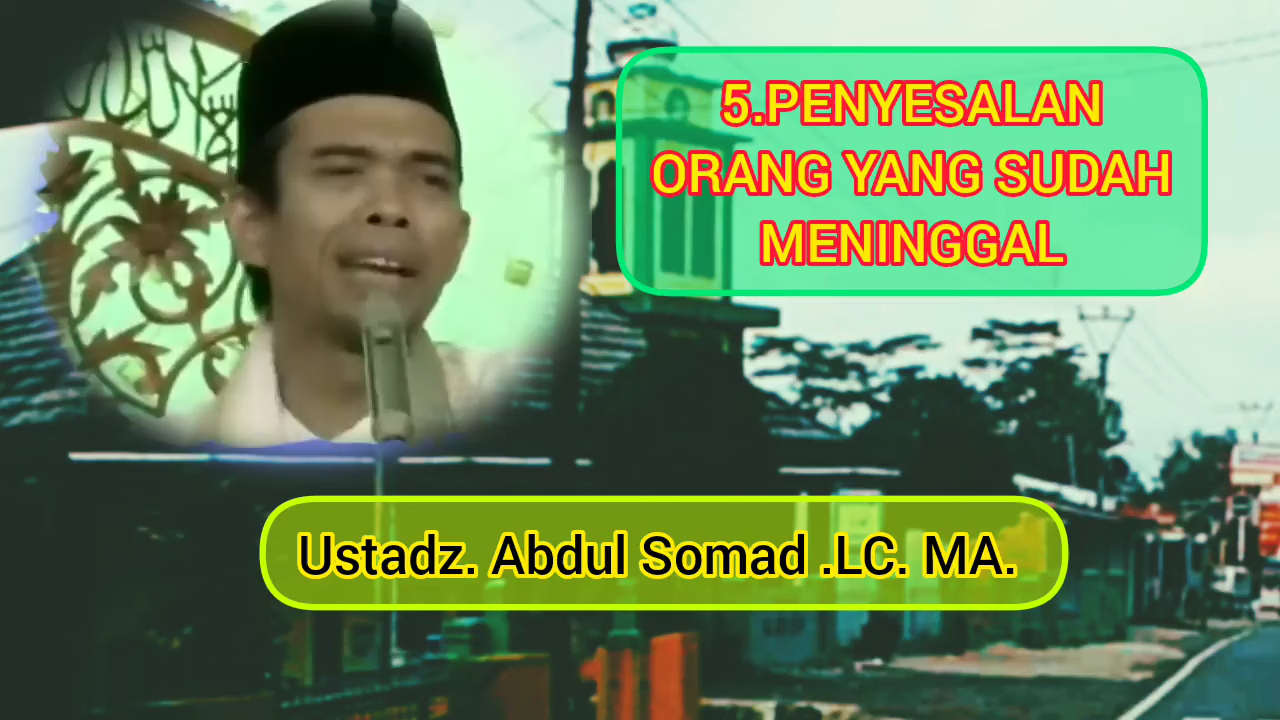 5.PENYESALAN
ORANG YANG SUDAH
MENINGGAL
Ustadz. Abdul Somad .LC. MA.